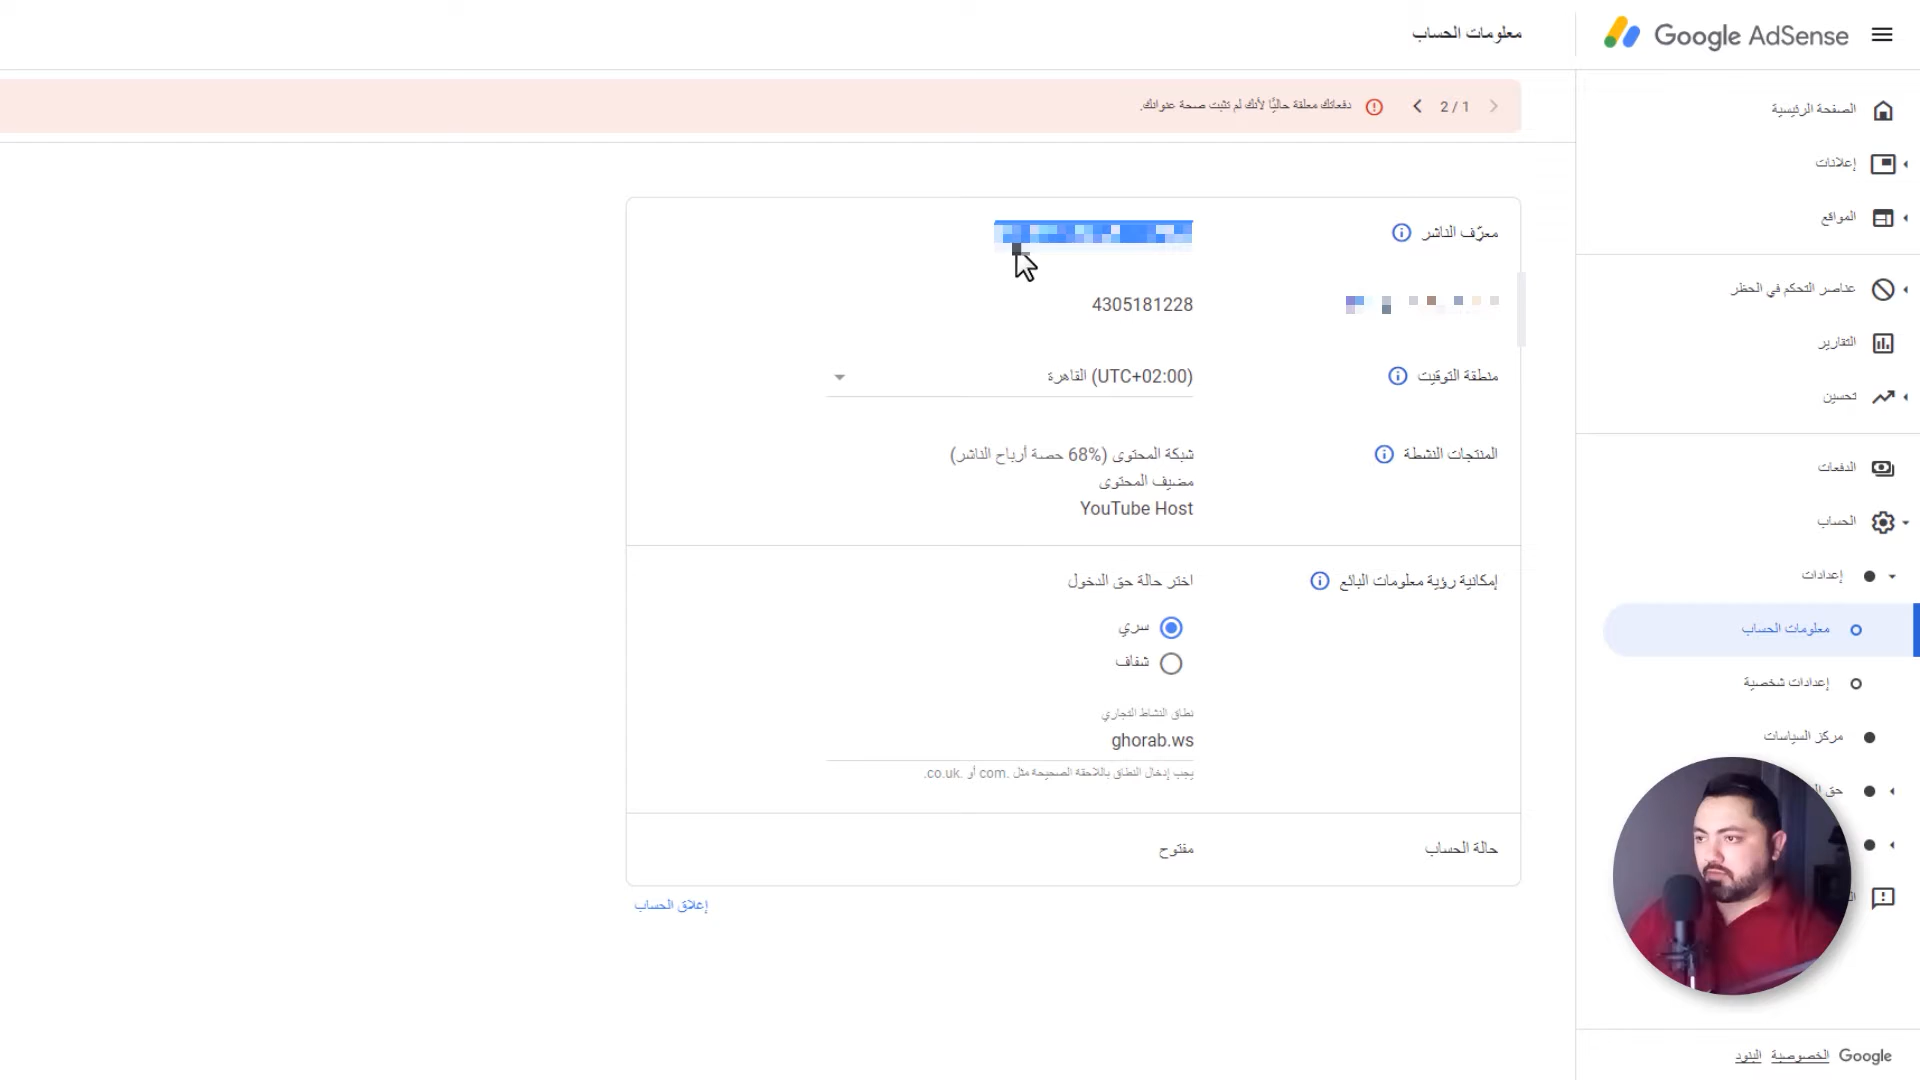 Google AdSense
معلومات الحساب
2 / 1
دفعاتك معلقة حاليًا لأنك لم تثبت صحة عنوانك.
الصفحة الرئيسية
إعلانات
المواقع
عناصر التحكم في الحظر
التقارير
تحسين
الدفعات
الحساب
إعدادات
معلومات الحساب
إعدادات شخصية
مركز السياسات
معرّف الناشر
4305181228
منطقة التوقيت
(UTC+02:00) القاهرة
المنتجات النشطة
شبكة المحتوى (68% حصة أرباح الناشر)
مضيف المحتوى
YouTube Host
إمكانية رؤية معلومات البائع
اختر حالة حق الدخول
سري
شفاف
نطاق النشاط التجاري
ghorab.ws
يجب إدخال النطاق باللاحقة الصحيحة مثل .com أو .co.uk.
حالة الحساب
مفتوح
إغلاق الحساب
Google الخصوصية البنود